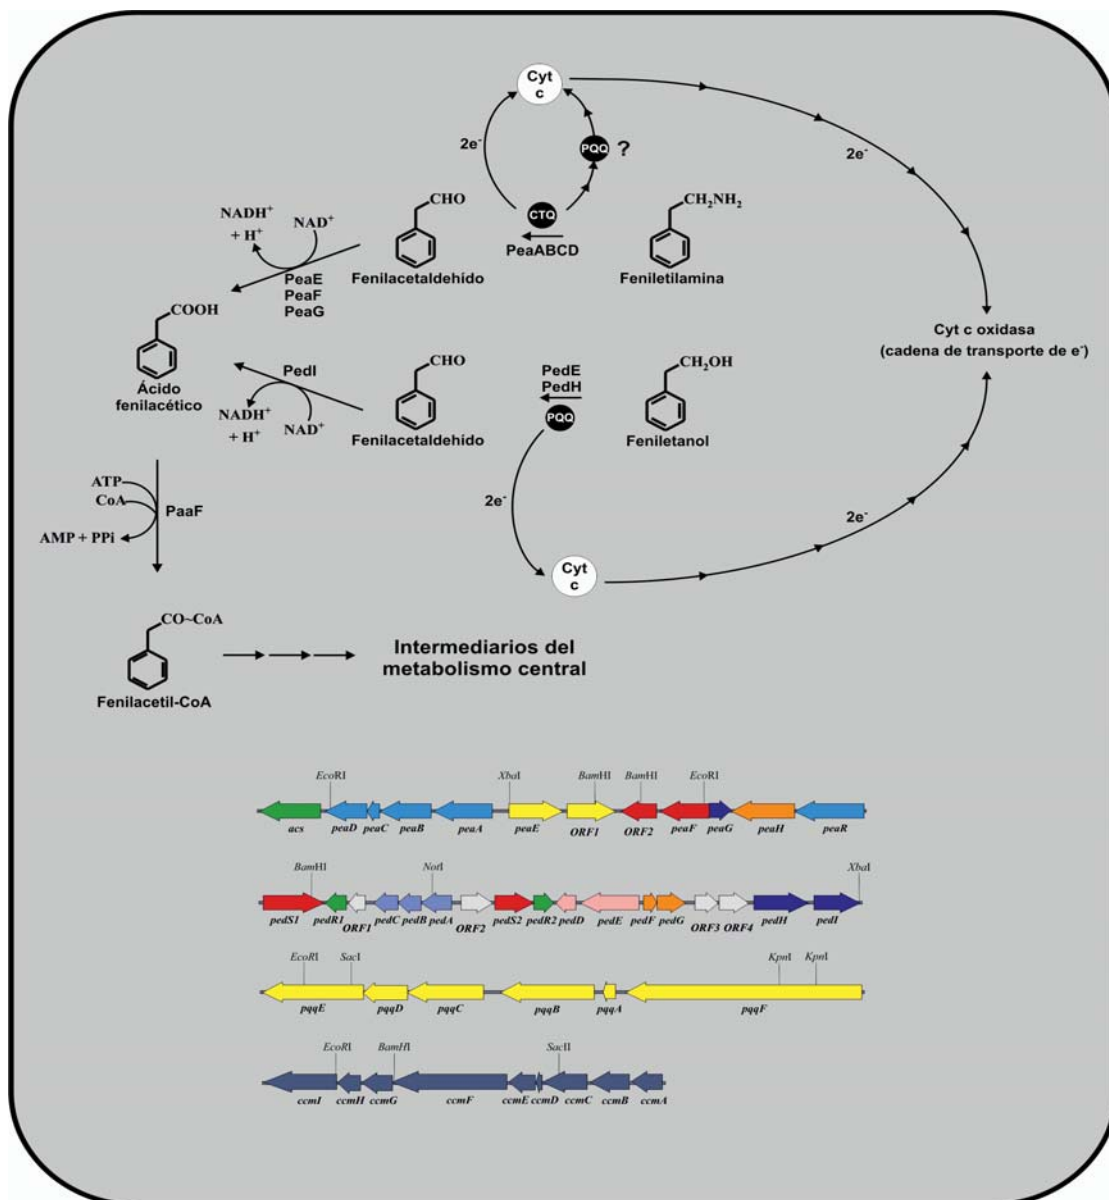 Cyt
c
2e-
PQQ ?
2e-
CHO
CTQ
CH2NH2
NADH+
+ H+
NAD+
PeaABCD
PeaE
PeaF
PeaG
Fenilacetaldehído
Feniletilamina
COOH
Cyt c oxidasa
(cadena de transporte de e-)
Ácido
fenilacético
PedI
CHO
PedE
PedH
CH2OH
NADH+
+ H+
NAD+
PQQ
Fenilacetaldehído
Feniletanol
ATP
CoA
PaaF
AMP + PPi
2e-
2e-
Cyt
c
CO~CoA
Intermediarios del
metabolismo central
Fenilacetil-CoA
EcoRI XbaI BamHI BamHI EcoRI
acs peaD peaC peaB peaA peaE ORF1 ORF2 peaF peaG peaH peaR
BamHI NotI XbaI
pedS1 pedR1 ORF1 pedC pedB pedA ORF2 pedS2 pedR2 pedD pedE pedF pedG ORF3 ORF4 pedH pedI
EcoRI SacI KpnI KpnI
pqqE pqqD pqqC pqqB pqqA pqqF
EcoRI BamHI SacII
ccmI ccmH ccmG ccmF ccmE ccmD ccmC ccmB ccmA